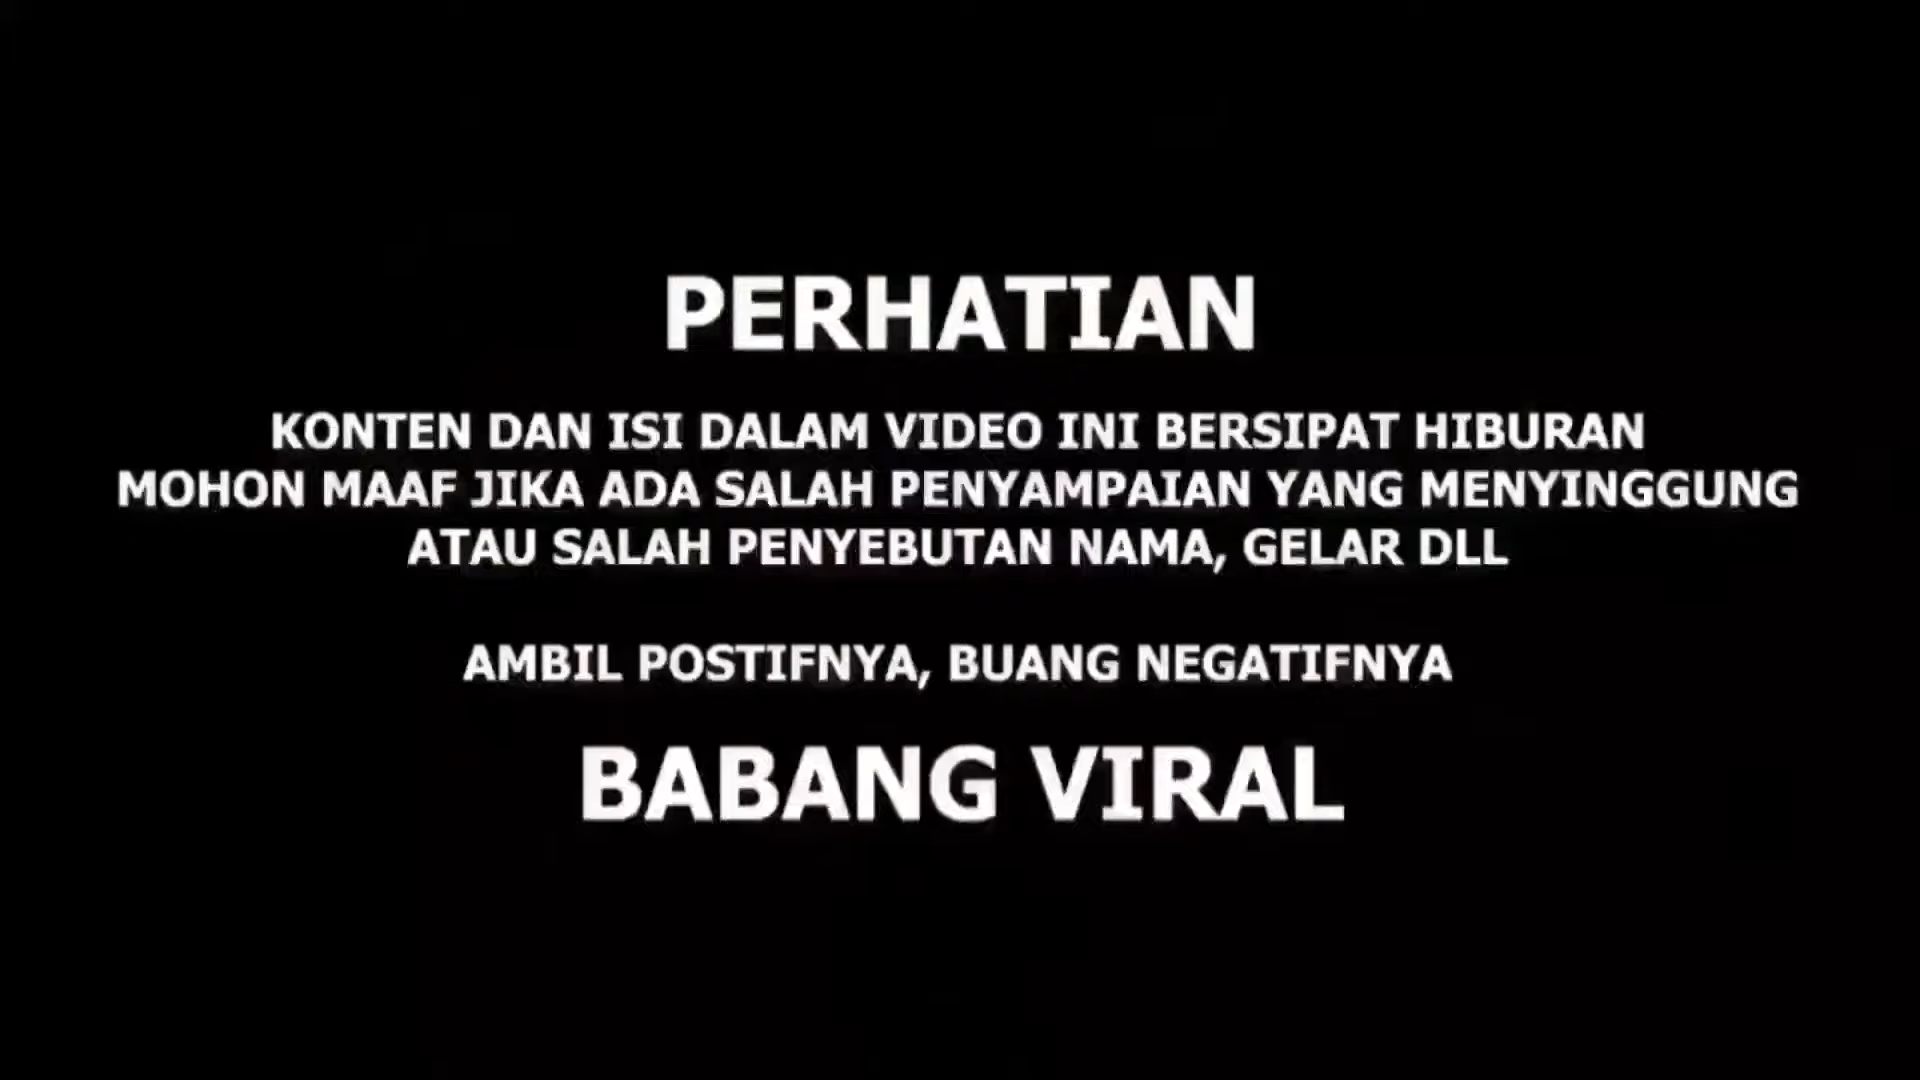 PERHATIAN
KONTEN DAN ISI DALAM VIDEO INI BERSIPAT HIBURAN
MOHON MAAF JIKA ADA SALAH PENYAMPAIAN YANG MENYINGGUNG
ATAU SALAH PENYEBUTAN NAMA, GELAR DLL
AMBIL POSTIFNYA, BUANG NEGATIFNYA
BABANG VIRAL